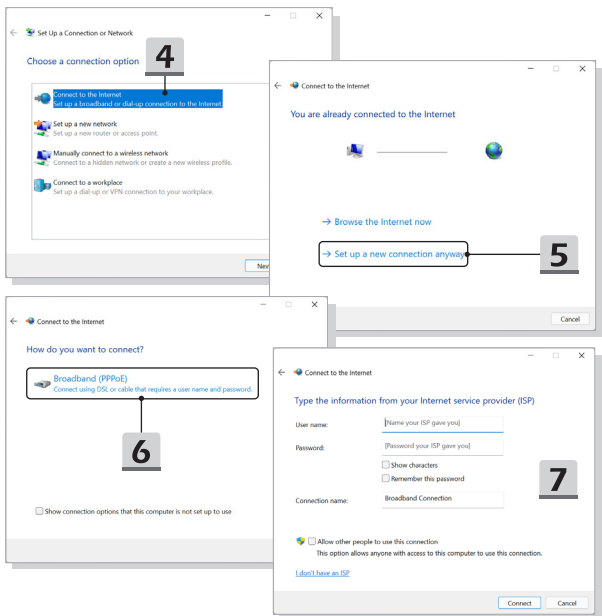 Set Up a Connection or Network
Choose a connection option
4
Connect to the Internet
Set up a broadband or dial-up connection to the Internet.
Set up a new network
Set up a new router or access point.
Manually connect to a wireless network
Connect to a hidden network or create a new wireless profile.
Connect to a workplace
Set up a dial-up or VPN connection to your workplace.
Connect to the Internet
You are already connected to the Internet
→ Browse the Internet now
→ Set up a new connection anyway
5
Cancel
Connect to the Internet
How do you want to connect?
Broadband (PPPoE)
Connect using DSL or cable that requires a user name and password.
6
Show connection options that this computer is not set up to use
Connect to the Internet
Type the information from your Internet service provider (ISP)
User name:
[Name your ISP gave you]
Password:
[Password your ISP gave you]
Show characters
Remember this password
7
Connection name:
Broadband Connection
Allow other people to use this connection
This option allows anyone with access to this computer to use this connection.
I don't have an ISP
Connect
Cancel